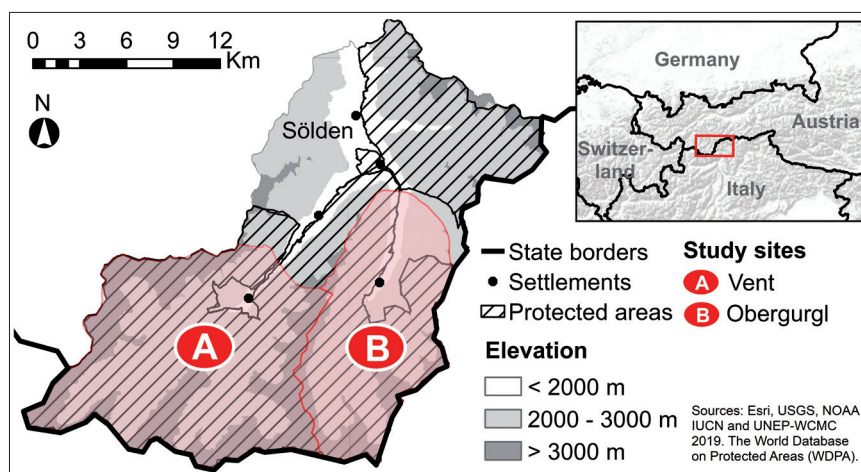 0 3 6 9 12
Km
N
Sölden
A
B
Germany
Austria
Switzer-
land
Italy
State borders
Settlements
Protected areas
Study sites
A Vent
B Obergurgl
Elevation
< 2000 m
2000 - 3000 m
> 3000 m
Sources: Esri, USGS, NOAA
IUCN and UNEP-WCMC
2019. The World Database
on Protected Areas (WDPA).